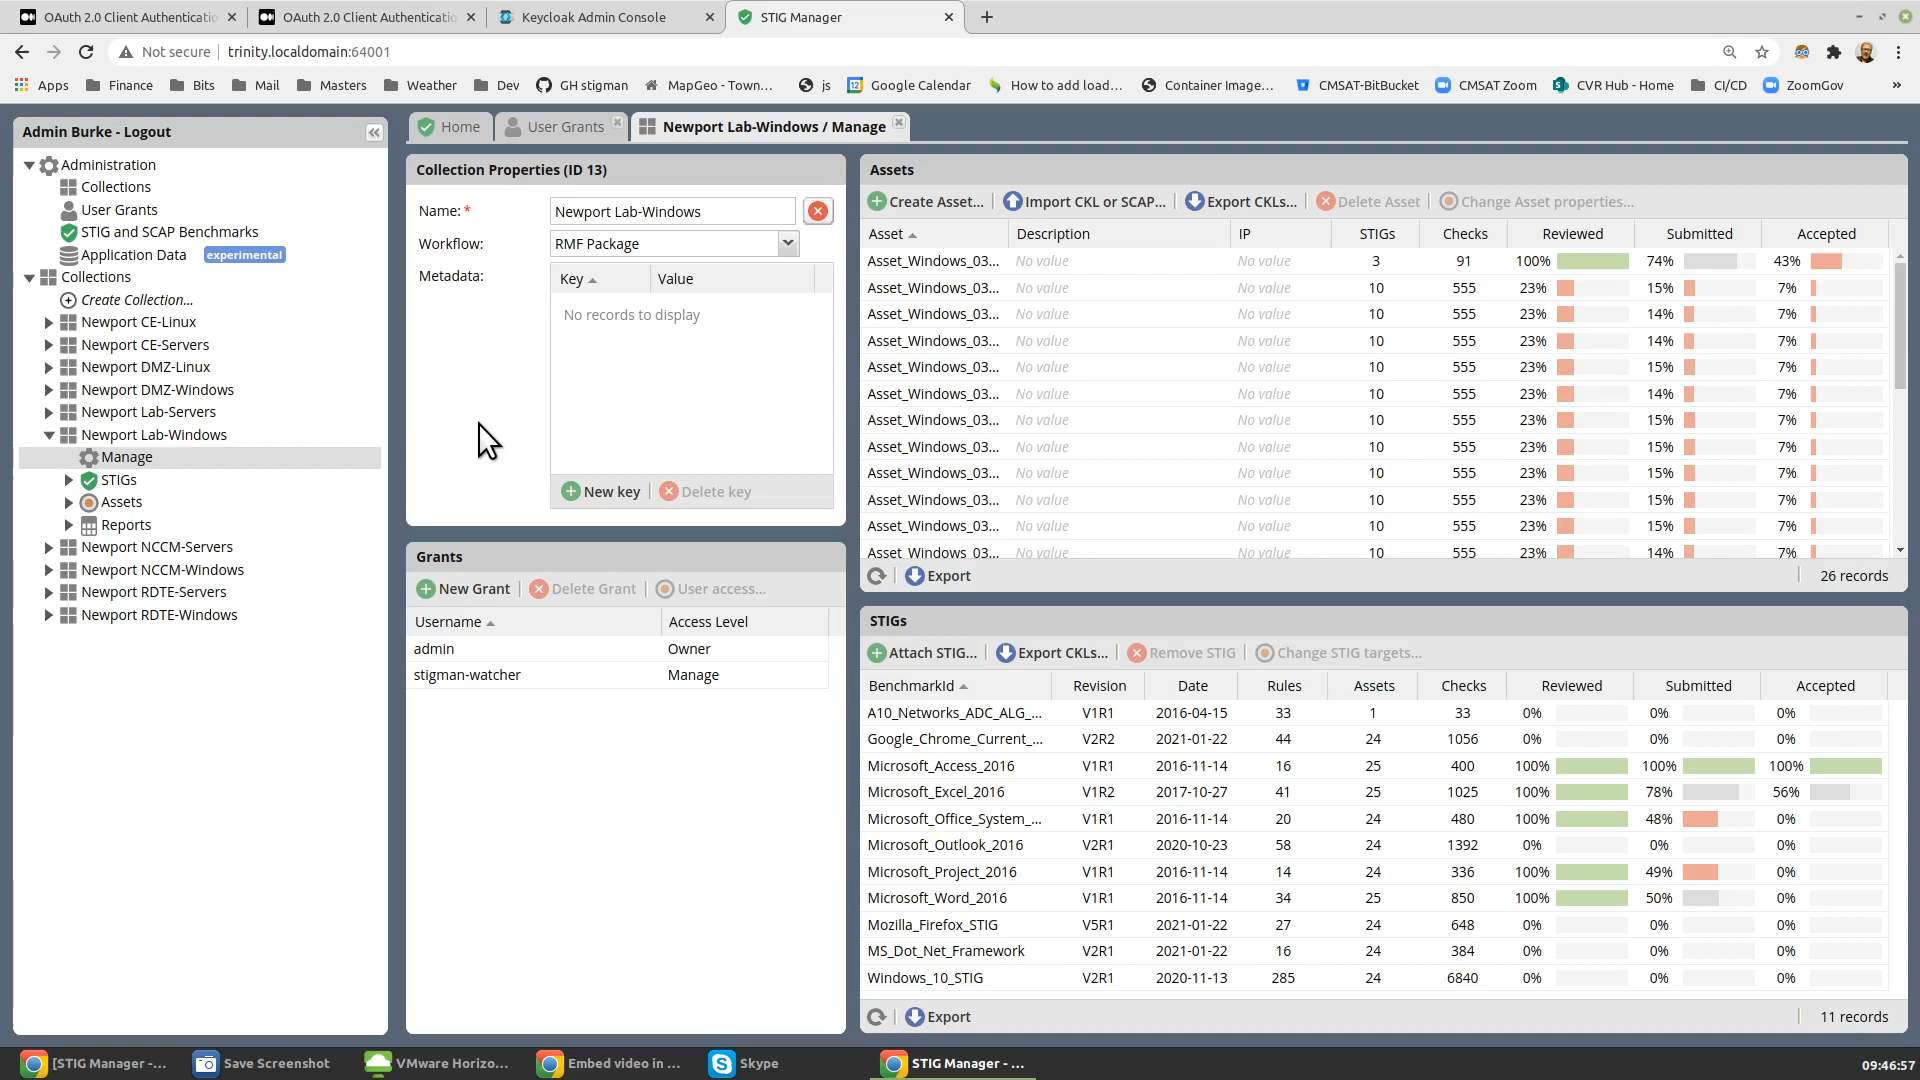 OAuth 2.0 Client Authenticatio
OAuth 2.0 Client Authenticatio
Keycloak Admin Console
STIG Manager
Not secure
trinity.localdomain:64001
Apps
Finance
Bits
Mail
Masters
Weather
Dev
GH stigman
MapGeo - Town...
js
Google Calendar
How to add load...
Container Image...
CMSAT-BitBucket
CMSAT Zoom
CVR Hub - Home
CI/CD
ZoomGov
»
Admin Burke - Logout
Administration
Collections
User Grants
STIG and SCAP Benchmarks
Application Data experimental
Collections
Create Collection...
Newport CE-Linux
Newport CE-Servers
Newport DMZ-Linux
Newport DMZ-Windows
Newport Lab-Servers
Newport Lab-Windows
Manage
STIGs
Assets
Reports
Newport NCCM-Servers
Newport NCCM-Windows
Newport RDTE-Servers
Newport RDTE-Windows
Home
User Grants
Newport Lab-Windows / Manage
Collection Properties (ID 13)
Name:* Newport Lab-Windows
Workflow: RMF Package
Metadata: Key Value
No records to display
New key Delete key
Grants
New Grant Delete Grant User access...
Username Access Level
admin Owner
stigman-watcher Manage
Assets
Create Asset... Import CKL or SCAP... Export CKLs... Delete Asset Change Asset properties...
Asset Description IP STIGs Checks Reviewed Submitted Accepted
Asset_Windows_03... No value No value 3 91 100% 74% 43%
Asset_Windows_03... No value No value 10 555 23% 15% 7%
Asset_Windows_03... No value No value 10 555 23% 14% 7%
Asset_Windows_03... No value No value 10 555 23% 14% 7%
Asset_Windows_03... No value No value 10 555 23% 15% 7%
Asset_Windows_03... No value No value 10 555 23% 14% 7%
Asset_Windows_03... No value No value 10 555 23% 15% 7%
Asset_Windows_03... No value No value 10 555 23% 15% 7%
Asset_Windows_03... No value No value 10 555 23% 15% 7%
Asset_Windows_03... No value No value 10 555 23% 15% 7%
Asset_Windows_03... No value No value 10 555 23% 15% 7%
Asset_Windows_03... No value No value 10 555 23% 14% 7%
Export 26 records
STIGs
Attach STIG... Export CKLs... Remove STIG Change STIG targets...
BenchmarkId Revision Date Rules Assets Checks Reviewed Submitted Accepted
A10_Networks_ADC_ALG_... V1R1 2016-04-15 33 1 33 0% 0% 0%
Google_Chrome_Current_... V2R2 2021-01-22 44 24 1056 0% 0% 0%
Microsoft_Access_2016 V1R1 2016-11-14 16 25 400 100% 100% 100%
Microsoft_Excel_2016 V1R2 2017-10-27 41 25 1025 100% 78% 56%
Microsoft_Office_System_... V1R1 2016-11-14 20 24 480 100% 48% 0%
Microsoft_Outlook_2016 V2R1 2020-10-23 58 24 1392 0% 0% 0%
Microsoft_Project_2016 V1R1 2016-11-14 14 24 336 100% 49% 0%
Microsoft_Word_2016 V1R1 2016-11-14 34 25 850 100% 50% 0%
Mozilla_Firefox_STIG V5R1 2021-01-22 27 24 648 0% 0% 0%
MS_Dot_Net_Framework V2R1 2021-01-22 16 24 384 0% 0% 0%
Windows_10_STIG V2R1 2020-11-13 285 24 6840 0% 0% 0%
Export 11 records
[STIG Manager -...
Save Screenshot
VMware Horizo...
Embed video in ...
Skype
STIG Manager - ...
09:46:57